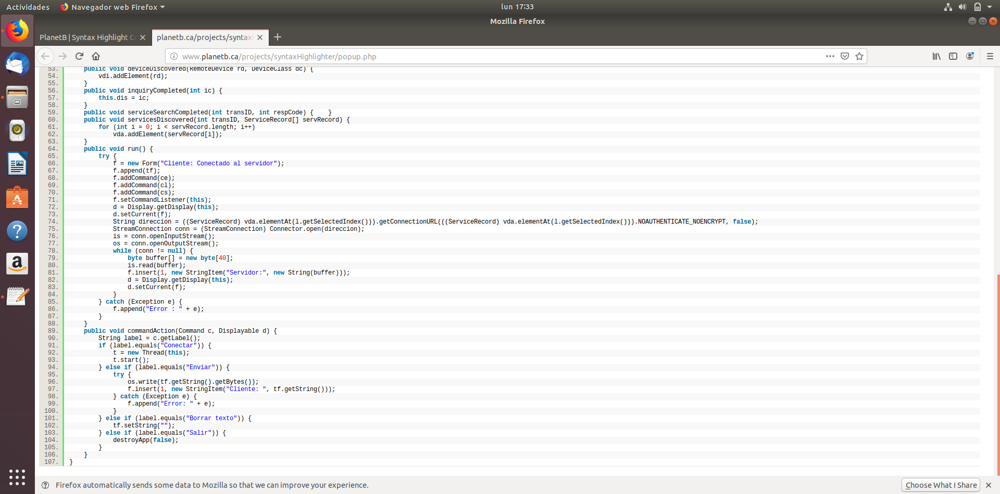 Actividades Navegador web Firefox lun 17:33
Mozilla Firefox
PlanetB | Syntax Highlight planetb.ca/projects/syntax
www.planetb.ca/projects/syntaxHighlighter/popup.php
53. public void deviceDiscovered(RemoteDevice rd, DeviceClass dc) {
54. vdi.addElement(rd);
55. }
56. public void inquiryCompleted(int ic) {
57. this.dis = ic;
58. }
59. public void serviceSearchCompleted(int transID, int respCode) { }
60. public void servicesDiscovered(int transID, ServiceRecord[] servRecord) {
61. for (int i = 0; i < servRecord.length; i++)
62. vda.addElement(servRecord[i]);
63. }
64. public void run() {
65. try {
66. f = new Form("Cliente: Conectado al servidor");
67. f.append(tf);
68. f.addCommand(ce);
69. f.addCommand(cl);
70. f.addCommand(cs);
71. f.setCommandListener(this);
72. d = Display.getDisplay(this);
73. d.setCurrent(f);
74. String direccion = ((ServiceRecord) vda.elementAt(l.getSelectedIndex())).getConnectionURL(((ServiceRecord) vda.elementAt(l.getSelectedIndex())).NOAUTHENTICATE_NOENCRYPT, false);
75. StreamConnection conn = (StreamConnection) Connector.open(direccion);
76. is = conn.openInputStream();
77. os = conn.openOutputStream();
78. while (conn != null) {
79. byte buffer[] = new byte[40];
80. is.read(buffer);
81. f.insert(1, new StringItem("Servidor:", new String(buffer)));
82. d = Display.getDisplay(this);
83. d.setCurrent(f);
84. }
85. } catch (Exception e) {
86. f.append("Error : " + e);
87. }
88. }
89. public void commandAction(Command c, Displayable d) {
90. String label = c.getLabel();
91. if (label.equals("Conectar")) {
92. t = new Thread(this);
93. t.start();
94. } else if (label.equals("Enviar")) {
95. try {
96. os.write(tf.getString().getBytes());
97. f.insert(1, new StringItem("Cliente: ", tf.getString()));
98. } catch (Exception e) {
99. f.append("Error: " + e);
100. }
101. } else if (label.equals("Borrar texto")) {
102. tf.setString("");
103. } else if (label.equals("Salir")) {
104. destroyApp(false);
105. }
106. }
107. }
Firefox automatically sends some data to Mozilla so that we can improve your experience. Choose What I Share